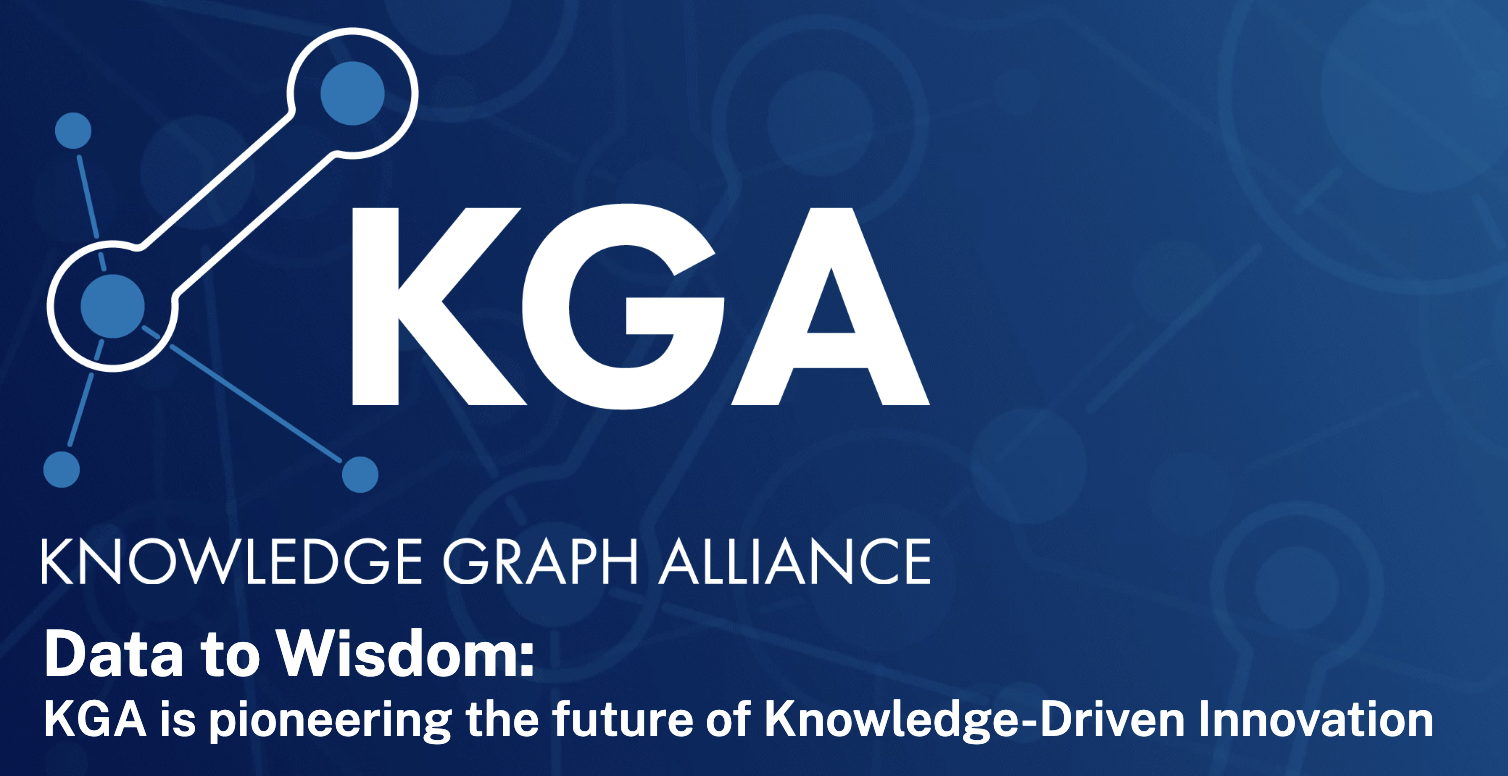 KGA
KNOWLEDGE GRAPH ALLIANCE
Data to Wisdom:
KGA is pioneering the future of Knowledge-Driven Innovation